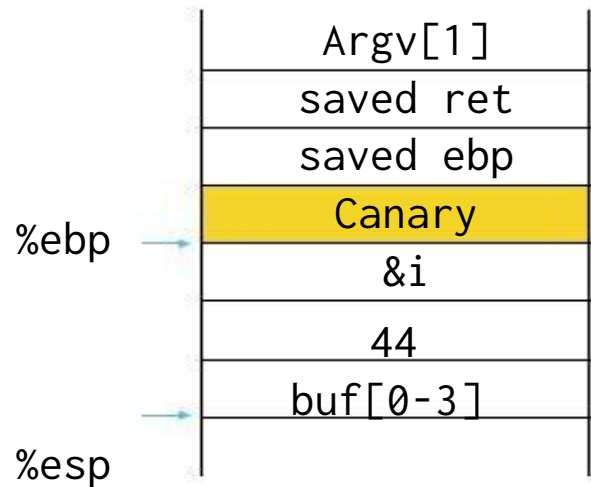 Argv[1]
saved ret
saved ebp
Canary
%ebp
&i
44
buf[0-3]
%esp